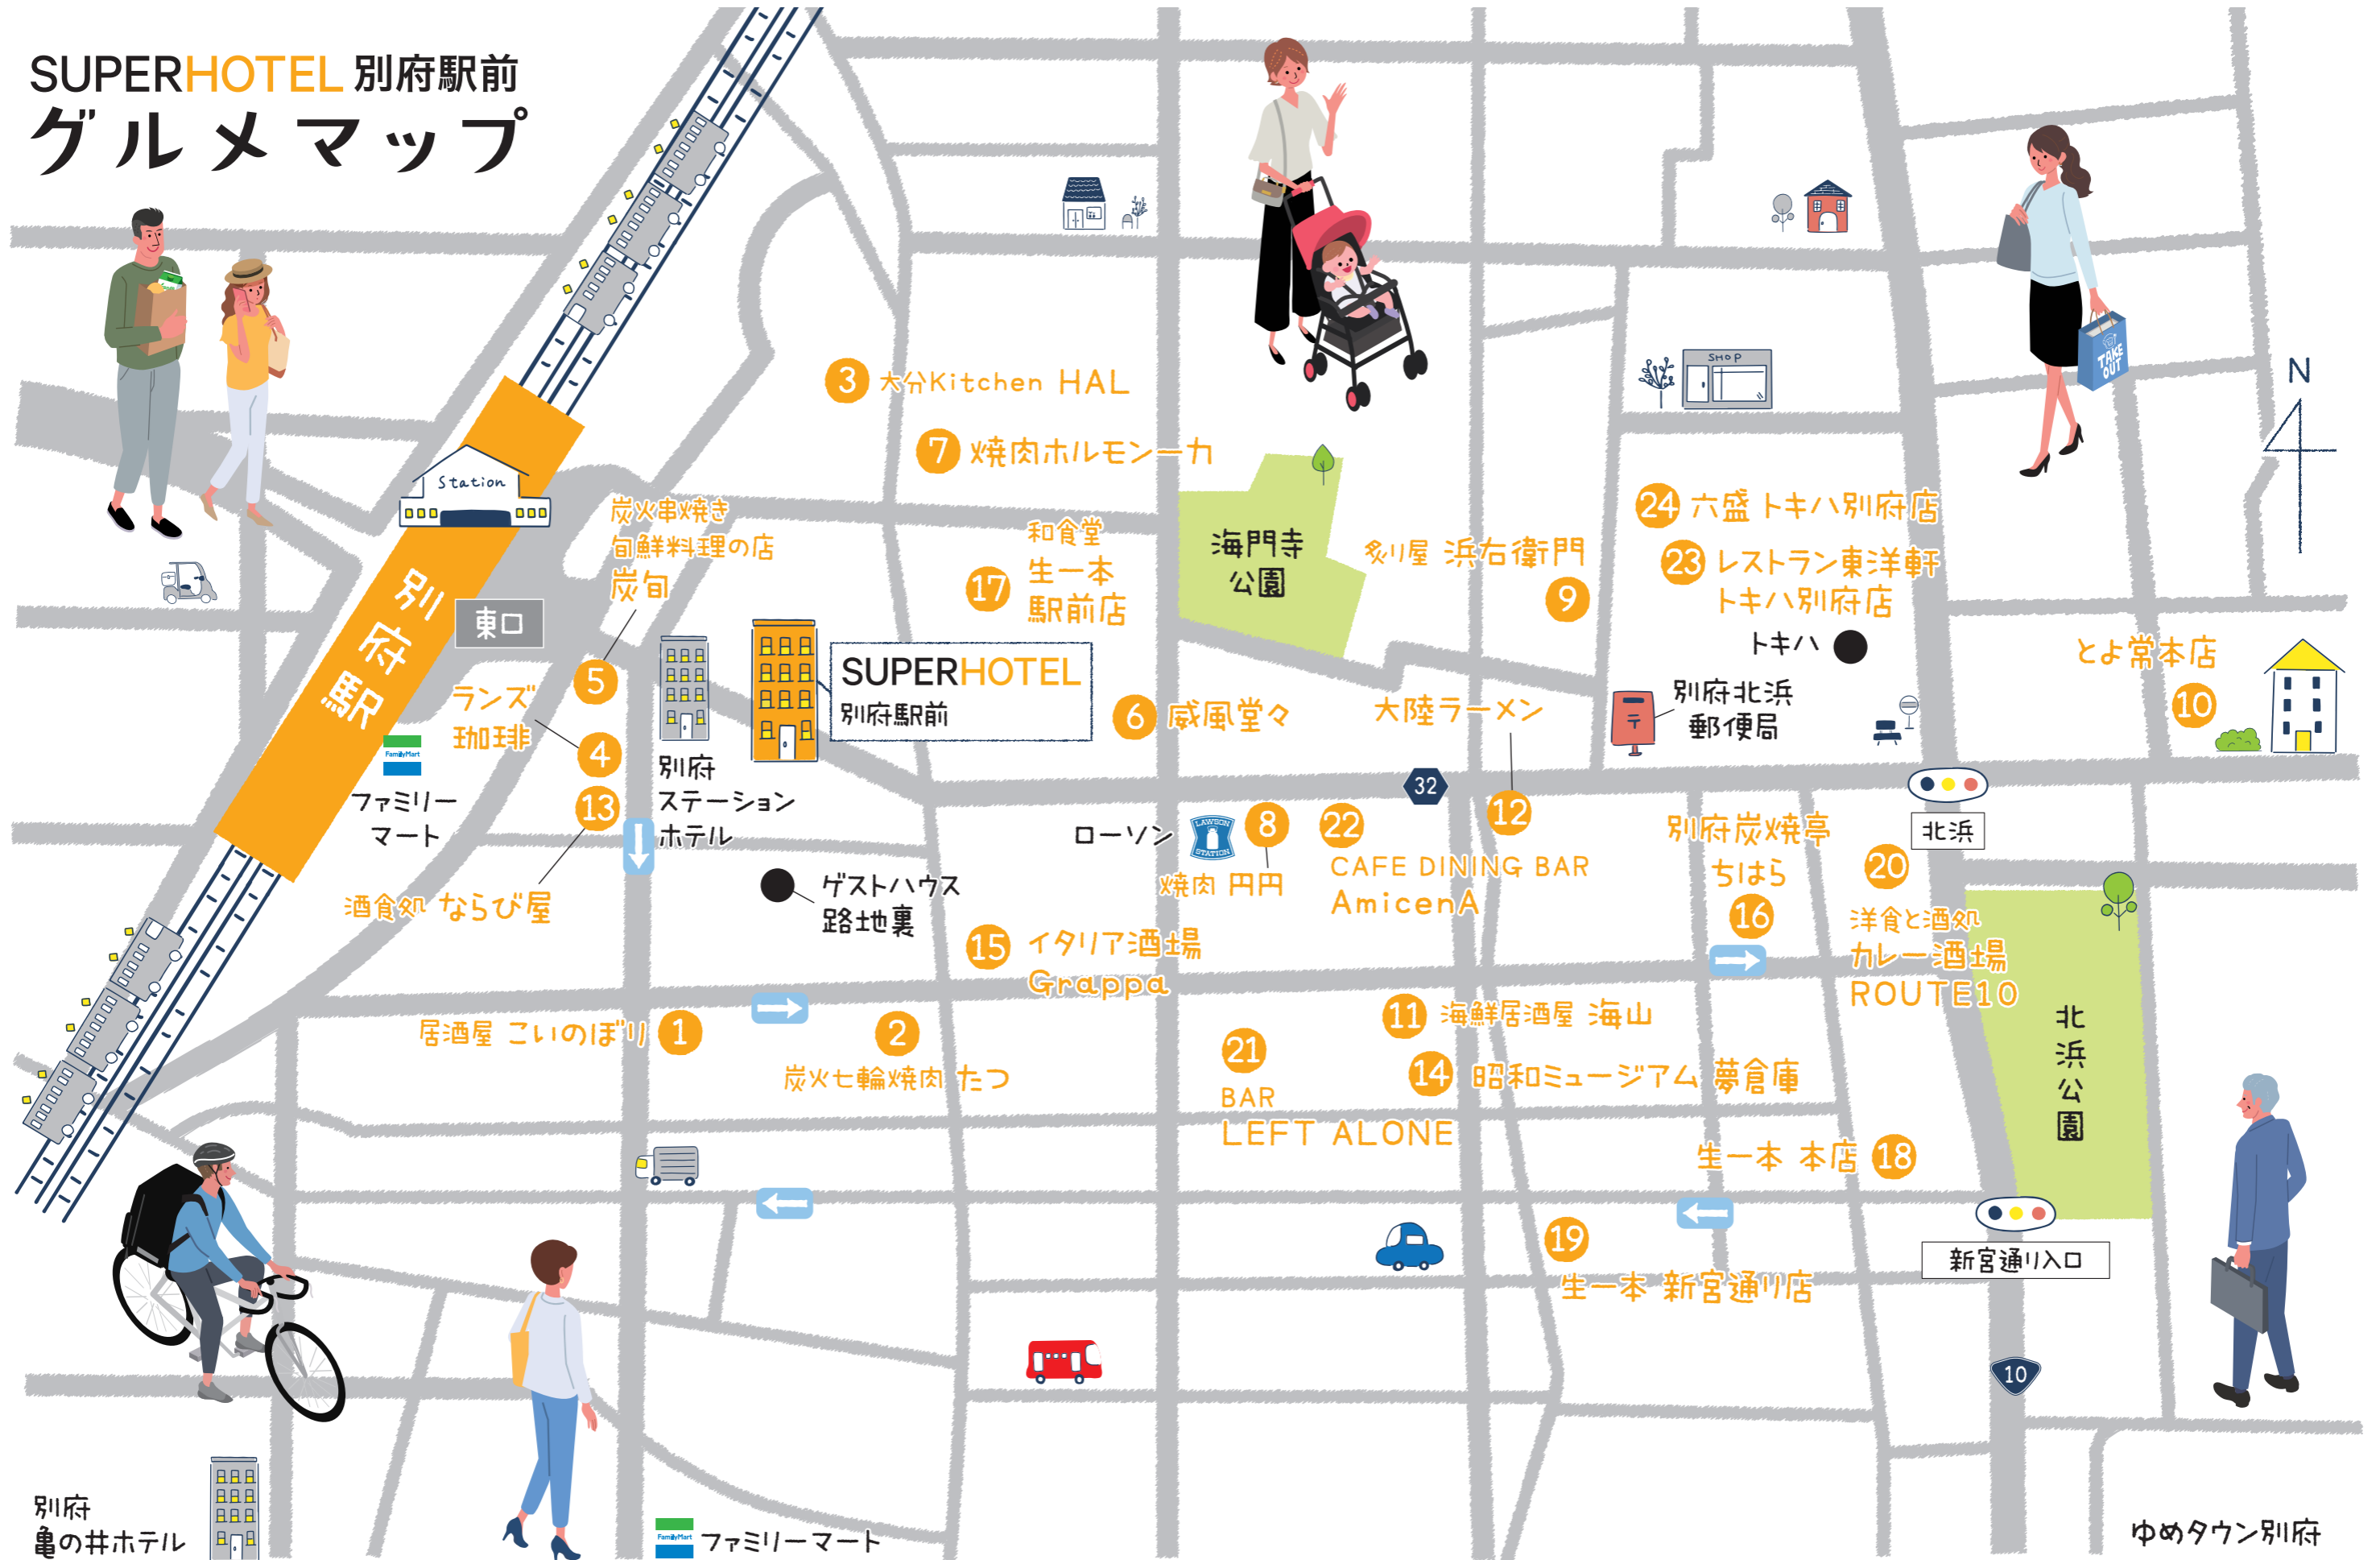 SUPERHOTEL 別府駅前
グルメマップ
3 大分Kitchen HAL
7 焼肉ホルモン一力
Station
別府駅
東口
炭火串焼き
旬鮮料理の店
炭旬
5
和食堂
17 生一本
駅前店
海門寺
公園
炙り屋 浜右衛門
9
SHOP
TAKE
OUT
N
24 六盛 トキハ別府店
23 レストラン東洋軒
トキハ別府店
トキハ
とよ常本店
10
別府北浜
郵便局
〒
SUPERHOTEL
別府駅前
ランズ
珈琲
4
6 威風堂々
大陸ラーメン
12
32
FamilyMart
ファミリー
マート
13
別府
ステーション
ホテル
酒食処 ならび屋
ゲストハウス
路地裏
ローソン
LAWSON
STATION
8
焼肉 円円
22
CAFE DINING BAR
AmicenA
別府炭焼亭
ちはら
16
北浜
20
洋食と酒処
カレー酒場
ROUTE10
15 イタリア酒場
Grappa
居酒屋 こいのぼり 1
2
炭火七輪焼肉 たつ
11 海鮮居酒屋 海山
14 昭和ミュージアム 夢倉庫
21
BAR
LEFT ALONE
北浜公園
生一本 本店 18
19
生一本 新宮通り店
新宮通り入口
10
別府
亀の井ホテル
FamilyMart
ファミリーマート
ゆめタウン別府